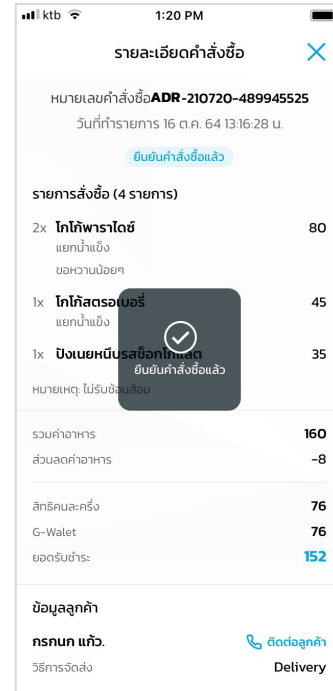 ktb 1:20 PM
รายละเอียดคำสั่งซื้อ
หมายเลขคำสั่งซื้อADR-210720-489945525
วันที่ทำรายการ 16 ต.ค. 64 13:16:28 น.
ยืนยันคำสั่งซื้อแล้ว
รายการสั่งซื้อ (4 รายการ)
2x โกโก้พาราไดซ์ 80
แยกน้ำแข็ง
ขอหวานน้อยๆ
1x โกโก้สตรอเบอรี่ 45
แยกน้ำแข็ง
1x ปังเนยหนึบรสช็อกโกแลต 35
ยืนยันคำสั่งซื้อแล้ว
หมายเหตุ: ไม่รับช้อนส้อม
รวมค่าอาหาร 160
ส่วนลดค่าอาหาร -8
สิทธิคนละครึ่ง 76
G-Walet 76
ยอดรับชำระ 152
ข้อมูลลูกค้า
กรกนก แก้ว. ติดต่อลูกค้า
วิธีการจัดส่ง Delivery